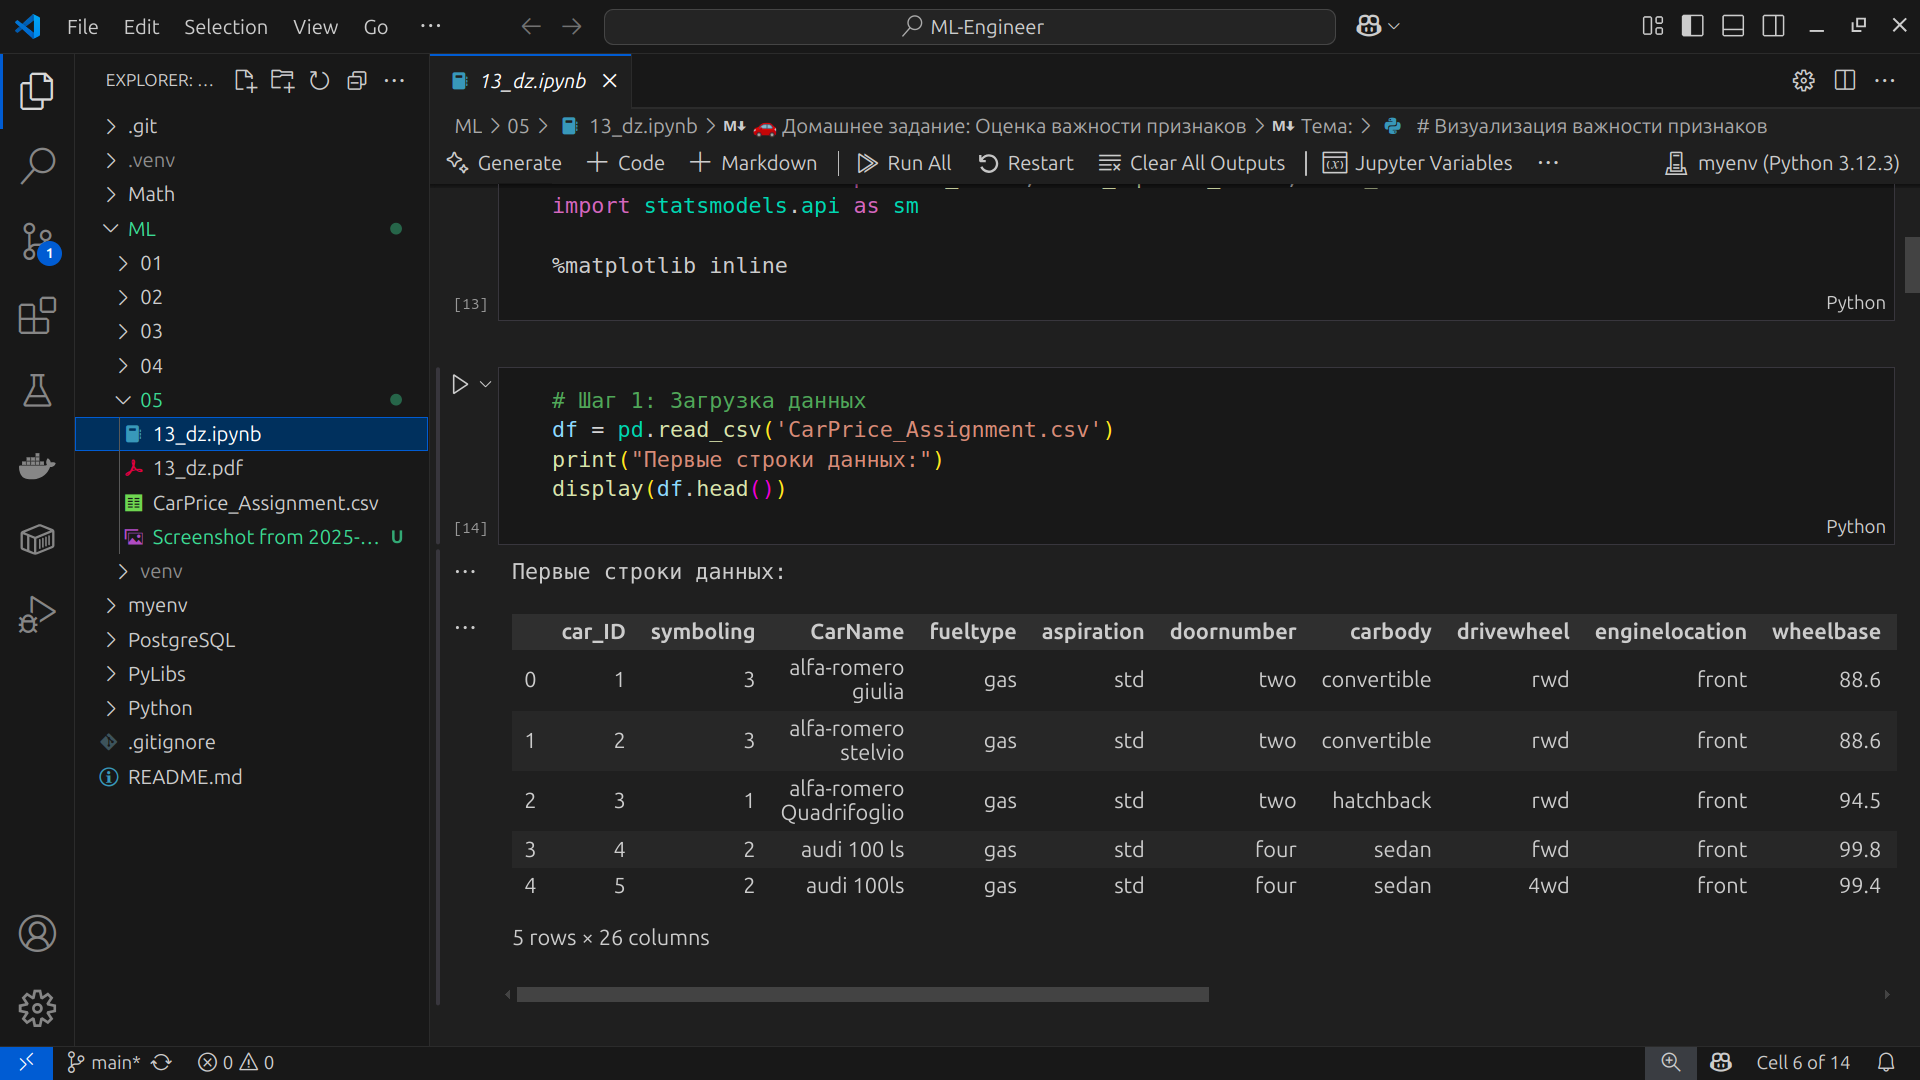 File Edit Selection View Go ··· ML-Engineer
EXPLORER: ...
.git
.venv
Math
ML
01
02
03
04
05
13_dz.ipynb
13_dz.pdf
CarPrice_Assignment.csv
Screenshot from 2025-... U
venv
myenv
PostgreSQL
PyLibs
Python
.gitignore
README.md
1
13_dz.ipynb
ML > 05 > 13_dz.ipynb > M↓ 🚗 Домашнее задание: Оценка важности признаков > M↓ Тема: > # Визуализация важности признаков
Generate + Code + Markdown | Run All Restart Clear All Outputs | Jupyter Variables ··· myenv (Python 3.12.3)
import statsmodels.api as sm
%matplotlib inline
[13] Python
# Шаг 1: Загрузка данных
df = pd.read_csv('CarPrice_Assignment.csv')
print("Первые строки данных:")
display(df.head())
[14] Python
Первые строки данных:
car_ID symboling CarName fueltype aspiration doornumber carbody drivewheel enginelocation wheelbase
0 1 3 alfa-romero giulia gas std two convertible rwd front 88.6
1 2 3 alfa-romero stelvio gas std two convertible rwd front 88.6
2 3 1 alfa-romero Quadrifoglio gas std two hatchback rwd front 94.5
3 4 2 audi 100 ls gas std four sedan fwd front 99.8
4 5 2 audi 100ls gas std four sedan 4wd front 99.4
5 rows × 26 columns
main* 0 0 Cell 6 of 14